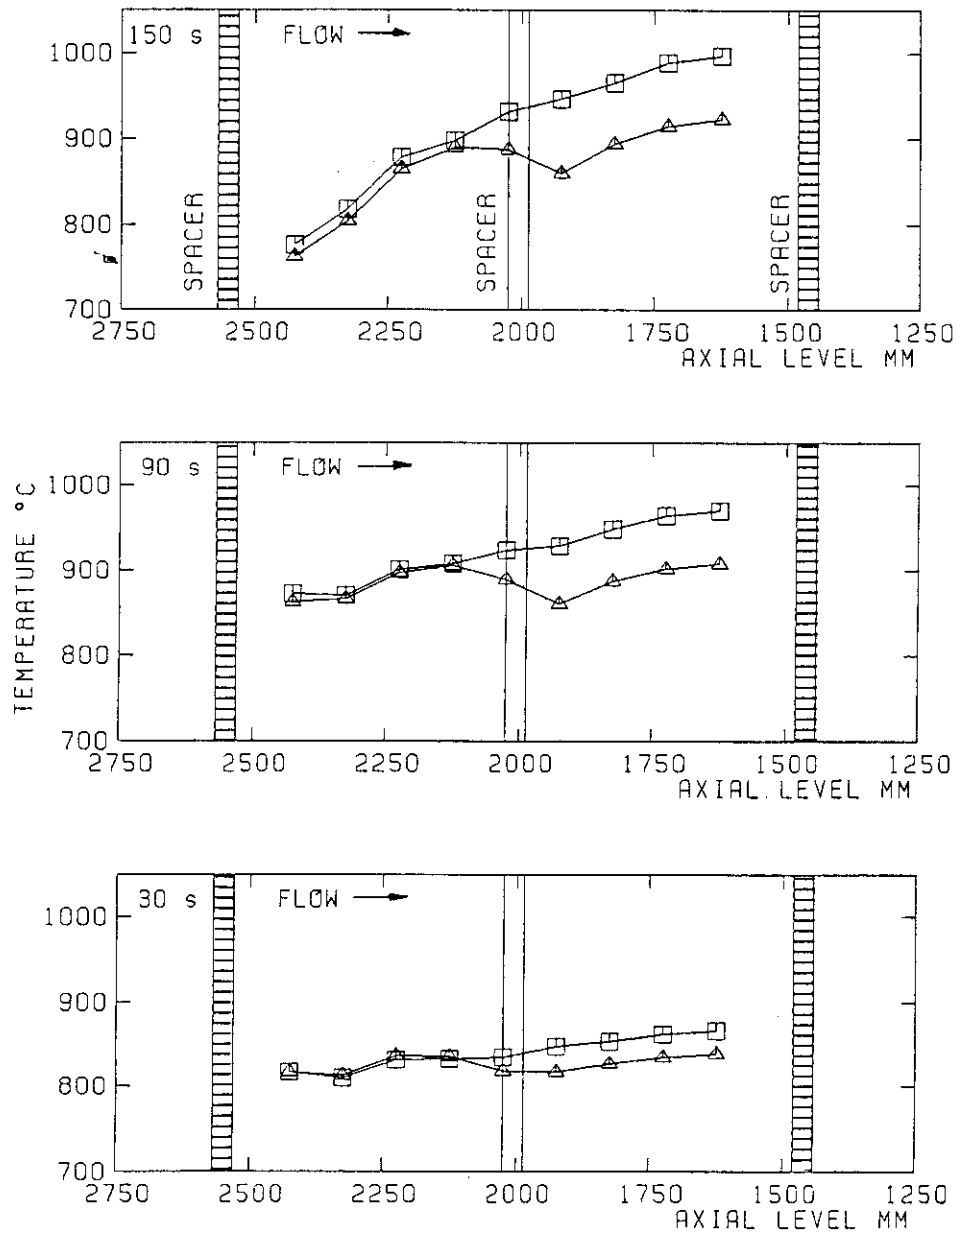 150 s FLOW
1000
900
800
700
SPACER SPACER SPACER
2750 2500 2250 2000 1750 1500 1250
AXIAL LEVEL MM
TEMPERATURE °C
90 s FLOW
1000
900
800
700
2750 2500 2250 2000 1750 1500 1250
AXIAL LEVEL MM
30 s FLOW
1000
900
800
700
2750 2500 2250 2000 1750 1500 1250
AXIAL LEVEL MM